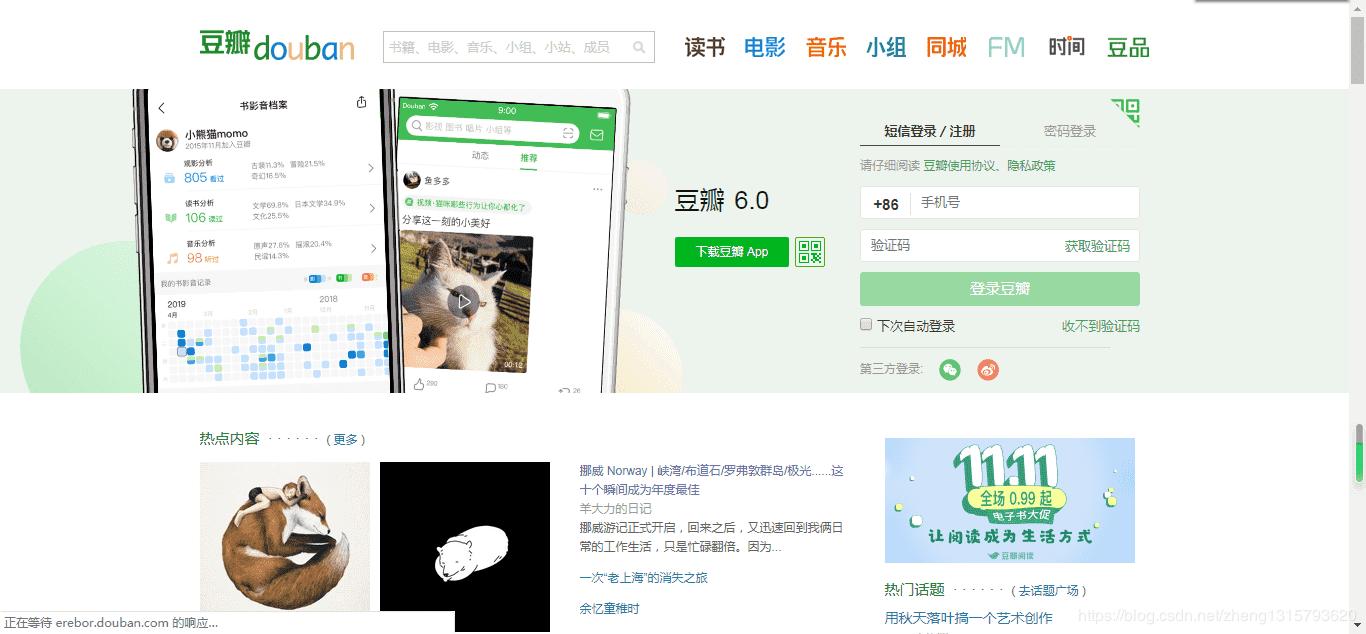 豆瓣douban
书籍、电影、音乐、小组、小站、成员
读书 电影 音乐 小组 同城 FM 时间 豆品
书影音档案
小熊猫momo
2015年11月加入豆瓣
观影分析
805 看过
古装11.3% 冒险21.5%
奇幻16.5%
读书分析
106 读过
文学69.8% 日本文学34.9%
文化25.5%
音乐分析
98 听过
原声27.6% 摇滚20.4%
民谣14.3%
我的书影音记录
2019
2018
4月
Douban
9:00
影视 图书 唱片 小组等
动态
推荐
鱼多多
视频·猫咪哪些行为让你心都化了
分享这一刻的小美好
00:12
290
180
26
豆瓣 6.0
下载豆瓣 App
短信登录 / 注册
密码登录
请仔细阅读 豆瓣使用协议、隐私政策
+86
手机号
验证码
获取验证码
登录豆瓣
下次自动登录
收不到验证码
第三方登录:
热点内容 · · · · · · ( 更多 )
挪威 Norway | 峡湾/布道石/罗弗敦群岛/极光......这
十个瞬间成为年度最佳
羊大力的日记
挪威游记正式开启，回来之后，又迅速回到我俩日
常的工作生活，只是忙碌翻倍。因为...
一次“老上海”的消失之旅
余忆童稚时
11.11
全场 0.99 起
电子书大促
让阅读成为生活方式
豆瓣阅读
热门话题 · · · · · · ( 去话题广场 )
用秋天落叶搞一个艺术创作
正在等待 erebor.douban.com 的响应...
https://blog.csdn.net/zheng1315793620